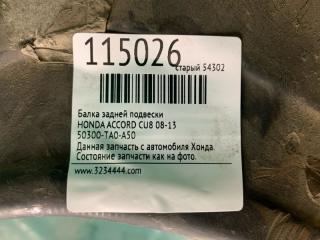 115026
старый 54302
Балка задней подвески
HONDA ACCORD CU8 08-13
50300-TA0-A50
Данная запчасть с автомобиля Хонда.
Состояние запчасти как на фото.
www.3234444.com